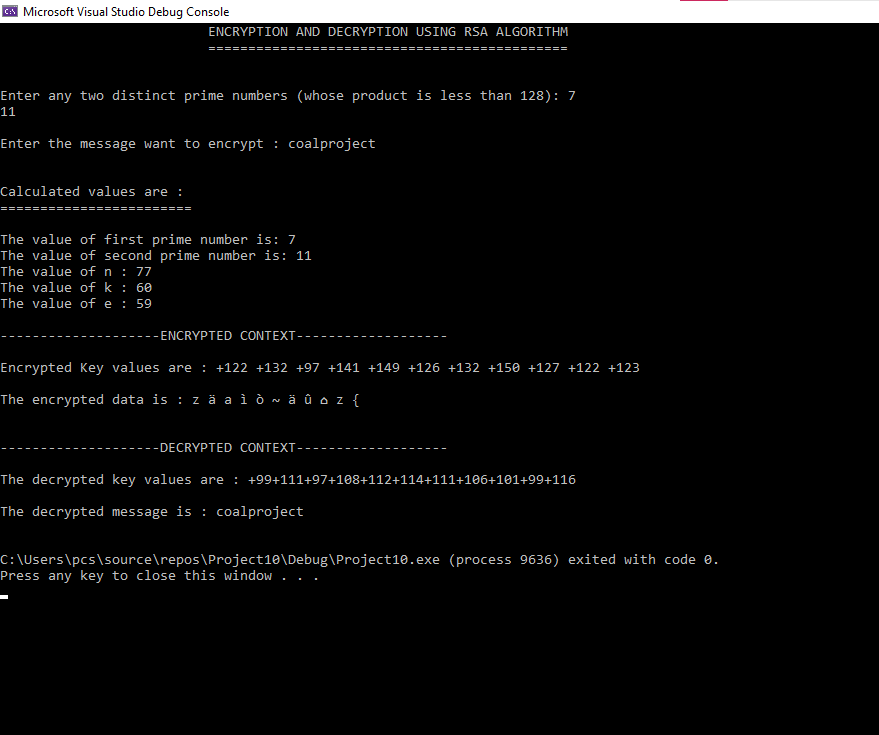 Microsoft Visual Studio Debug Console
ENCRYPTION AND DECRYPTION USING RSA ALGORITHM
=============================================
Enter any two distinct prime numbers (whose product is less than 128): 7
11
Enter the message want to encrypt : coalproject
Calculated values are :
========================
The value of first prime number is: 7
The value of second prime number is: 11
The value of n : 77
The value of k : 60
The value of e : 59
--------------------ENCRYPTED CONTEXT-------------------
Encrypted Key values are : +122 +132 +97 +141 +149 +126 +132 +150 +127 +122 +123
The encrypted data is : z ä a ì ò ~ ä û ⌂ z {
--------------------DECRYPTED CONTEXT-------------------
The decrypted key values are : +99+111+97+108+112+114+111+106+101+99+116
The decrypted message is : coalproject
C:\Users\pcs\source\repos\Project10\Debug\Project10.exe (process 9636) exited with code 0.
Press any key to close this window . . .